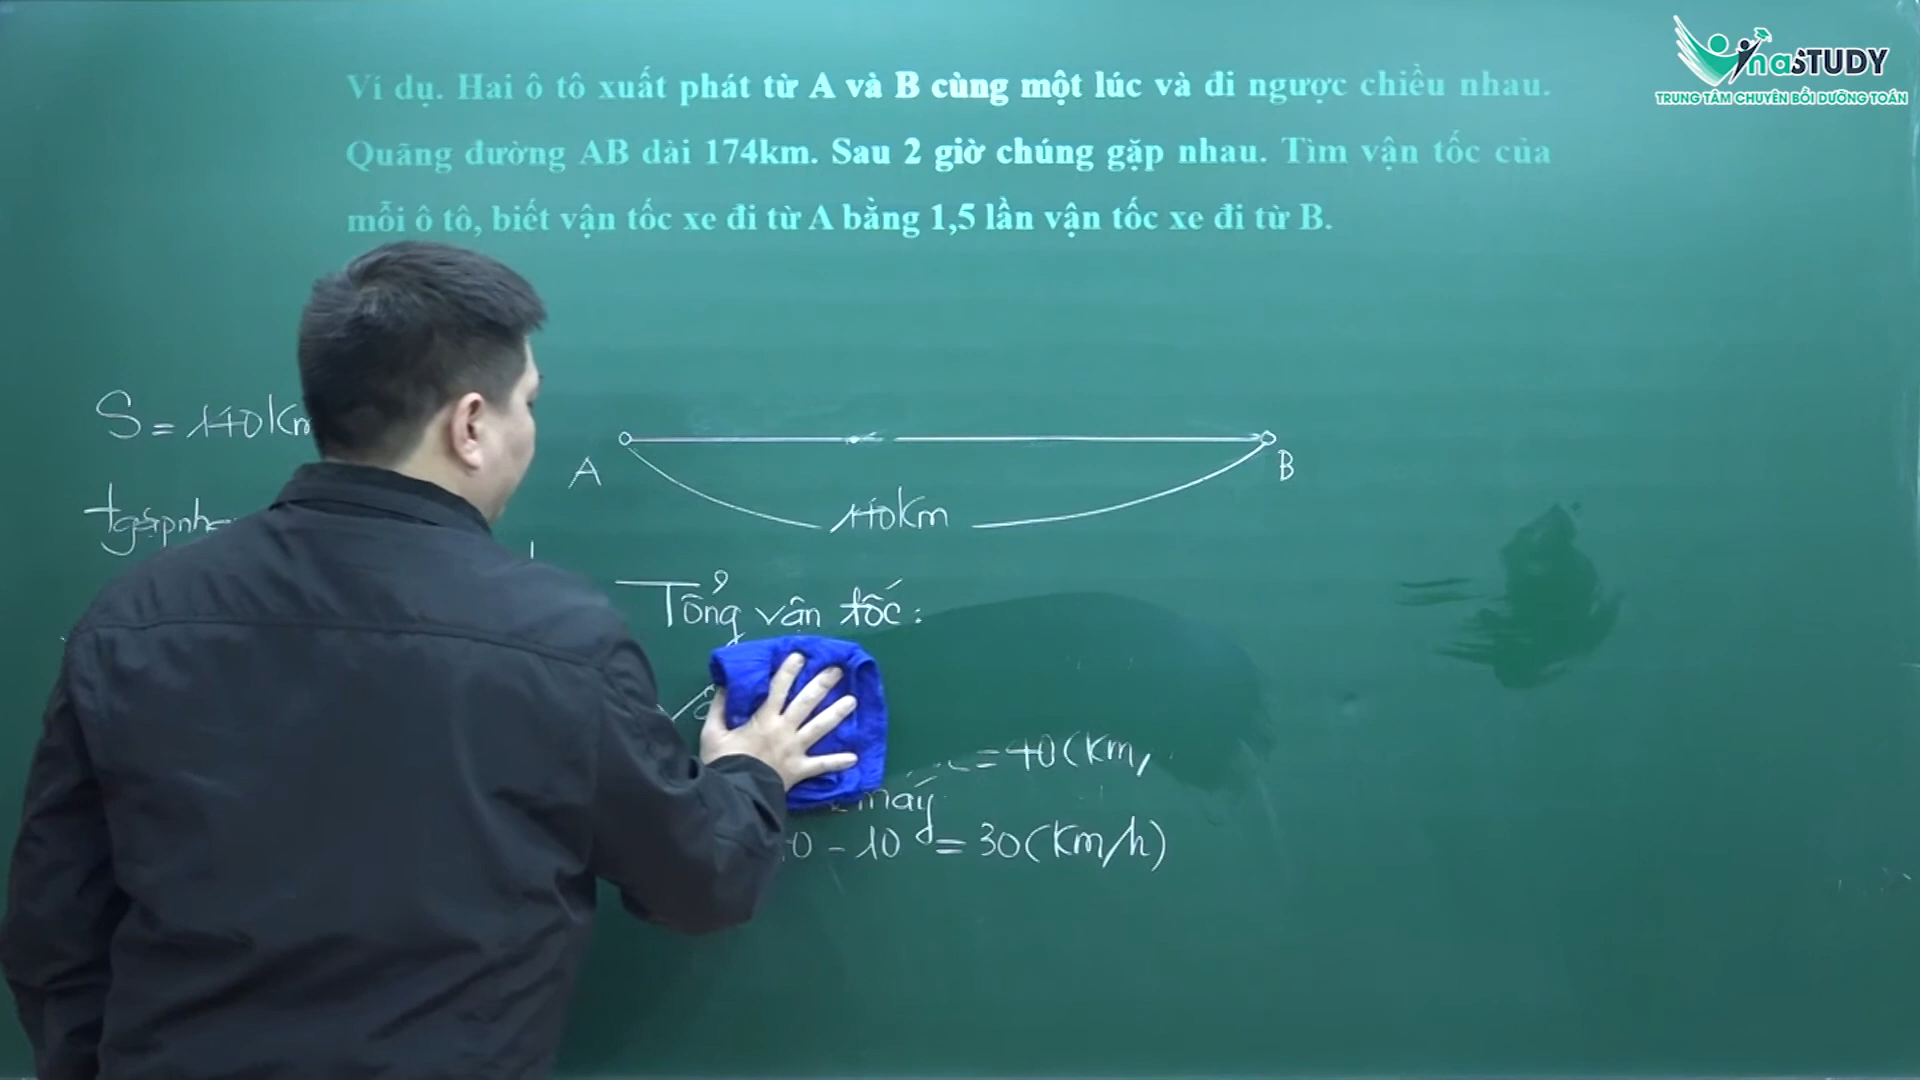 VinaSTUDY
TRUNG TÂM CHUYÊN BỒI DƯỠNG TOÁN
Ví dụ. Hai ô tô xuất phát từ A và B cùng một lúc và đi ngược chiều nhau.
Quãng đường AB dài 174km. Sau 2 giờ chúng gặp nhau. Tìm vận tốc của
mỗi ô tô, biết vận tốc xe đi từ A bằng 1,5 lần vận tốc xe đi từ B.
S = 140km
A
B
140km
Tổng vận tốc:
= 40(km/
máy
- 10 = 30(km/h)